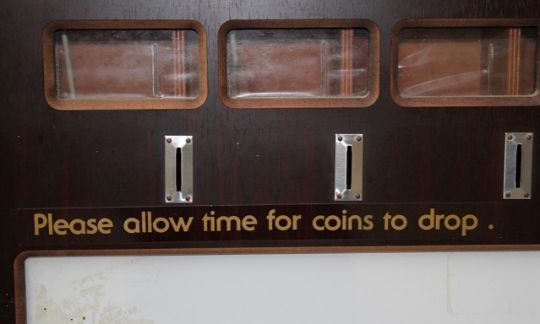 Please allow time for coins to drop .